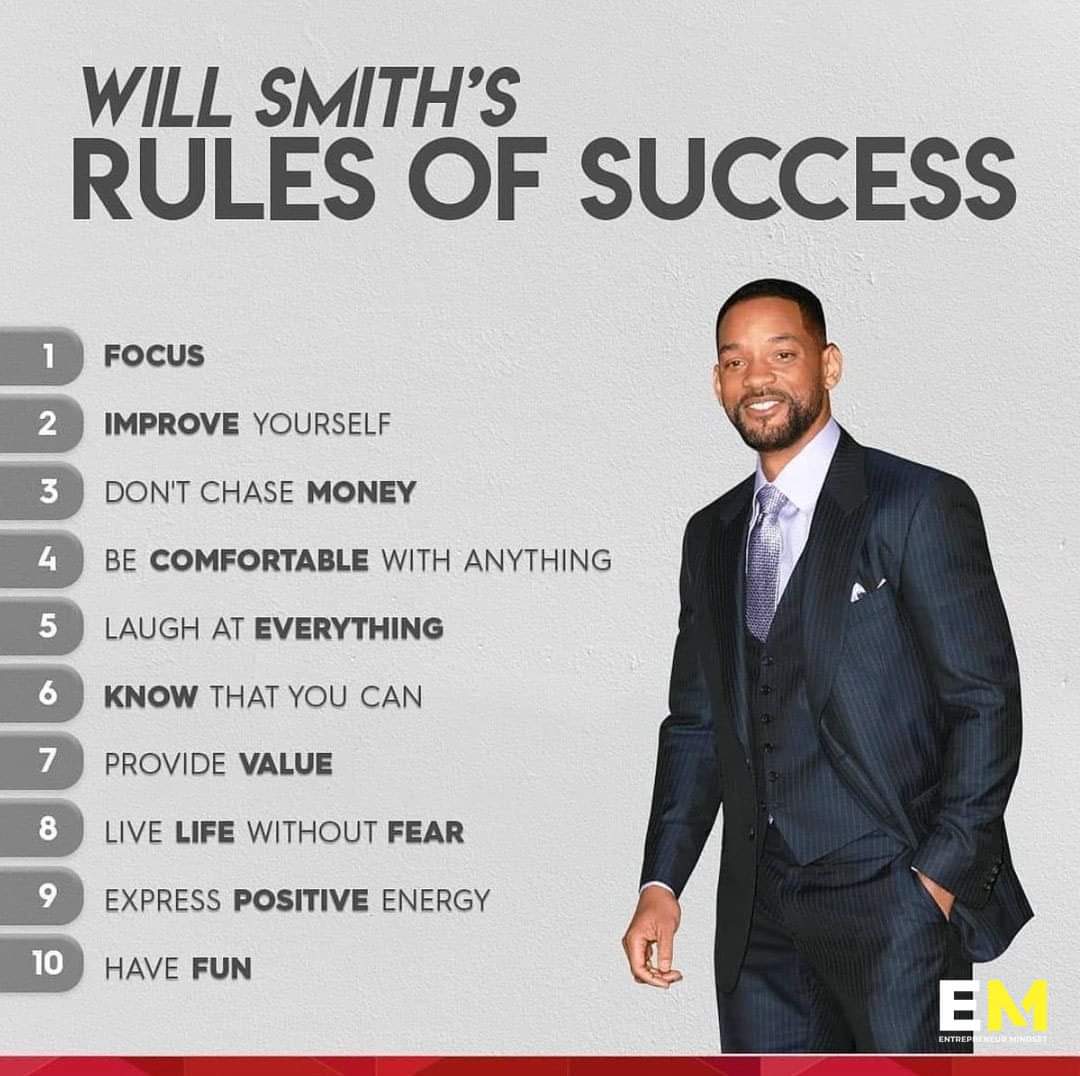 WILL SMITH'S
RULES OF SUCCESS
1 FOCUS
2 IMPROVE YOURSELF
3 DON'T CHASE MONEY
4 BE COMFORTABLE WITH ANYTHING
5 LAUGH AT EVERYTHING
6 KNOW THAT YOU CAN
7 PROVIDE VALUE
8 LIVE LIFE WITHOUT FEAR
9 EXPRESS POSITIVE ENERGY
10 HAVE FUN
EM
ENTREPRENEUR MINDSET